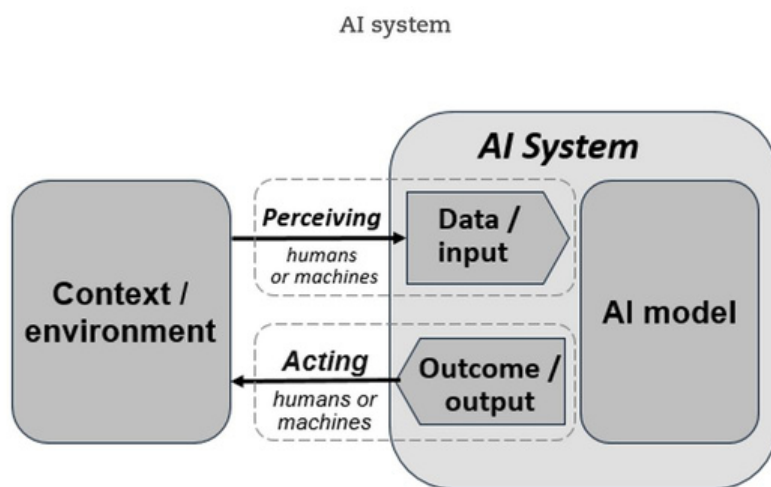 AI system
AI System
Context /
environment
Perceiving
humans
or machines
Data /
input
AI model
Acting
humans or
machines
Outcome /
output